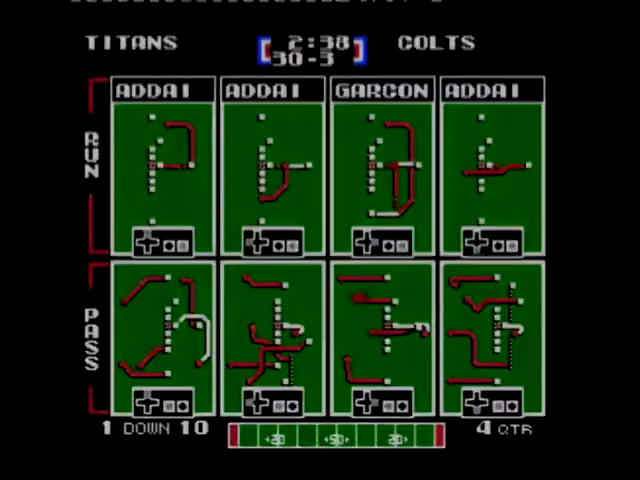 TITANS 2:38 COLTS
30-3
ADDAI ADDAI GARCON ADDAI
RUN
PASS
1 DOWN 10 4 QTR
20 50 20